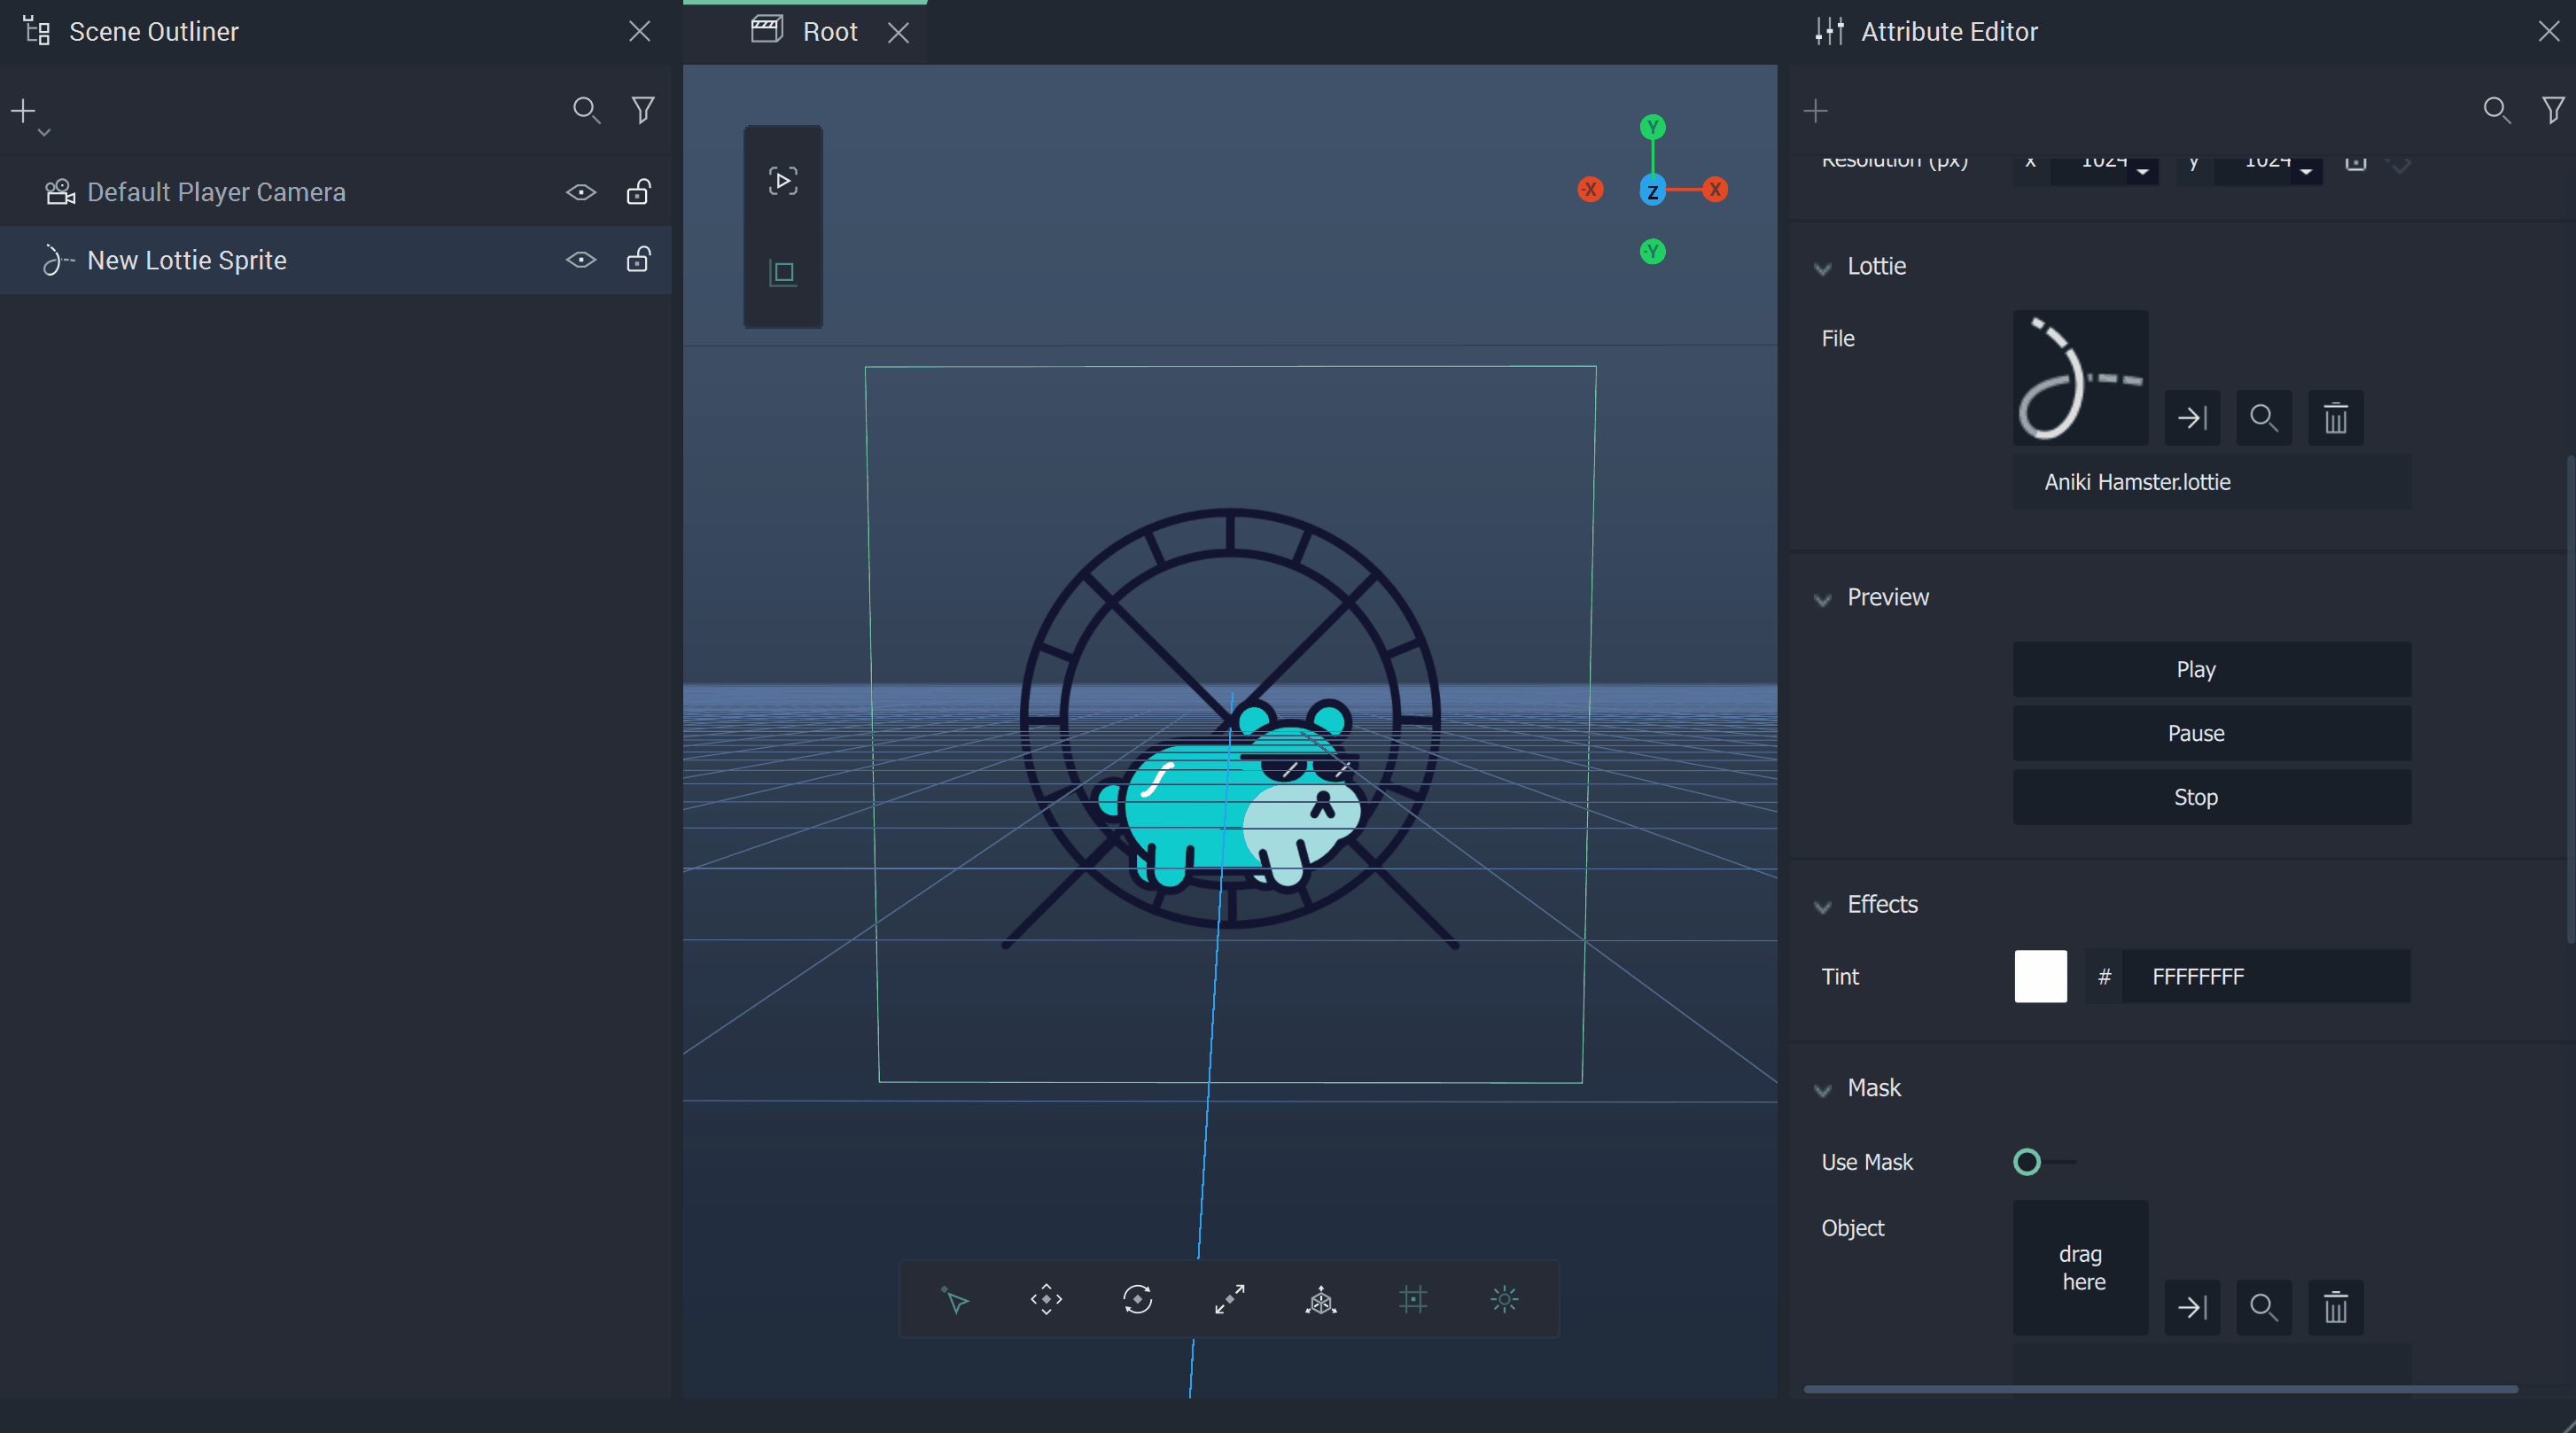 Scene Outliner
Root
Attribute Editor
Default Player Camera
New Lottie Sprite
Y
-X
Z
X
-Y
Resolution (px) x 1024 y 1024
Lottie
File
Aniki Hamster.lottie
Preview
Play
Pause
Stop
Effects
Tint # FFFFFFFF
Mask
Use Mask
Object
drag
here